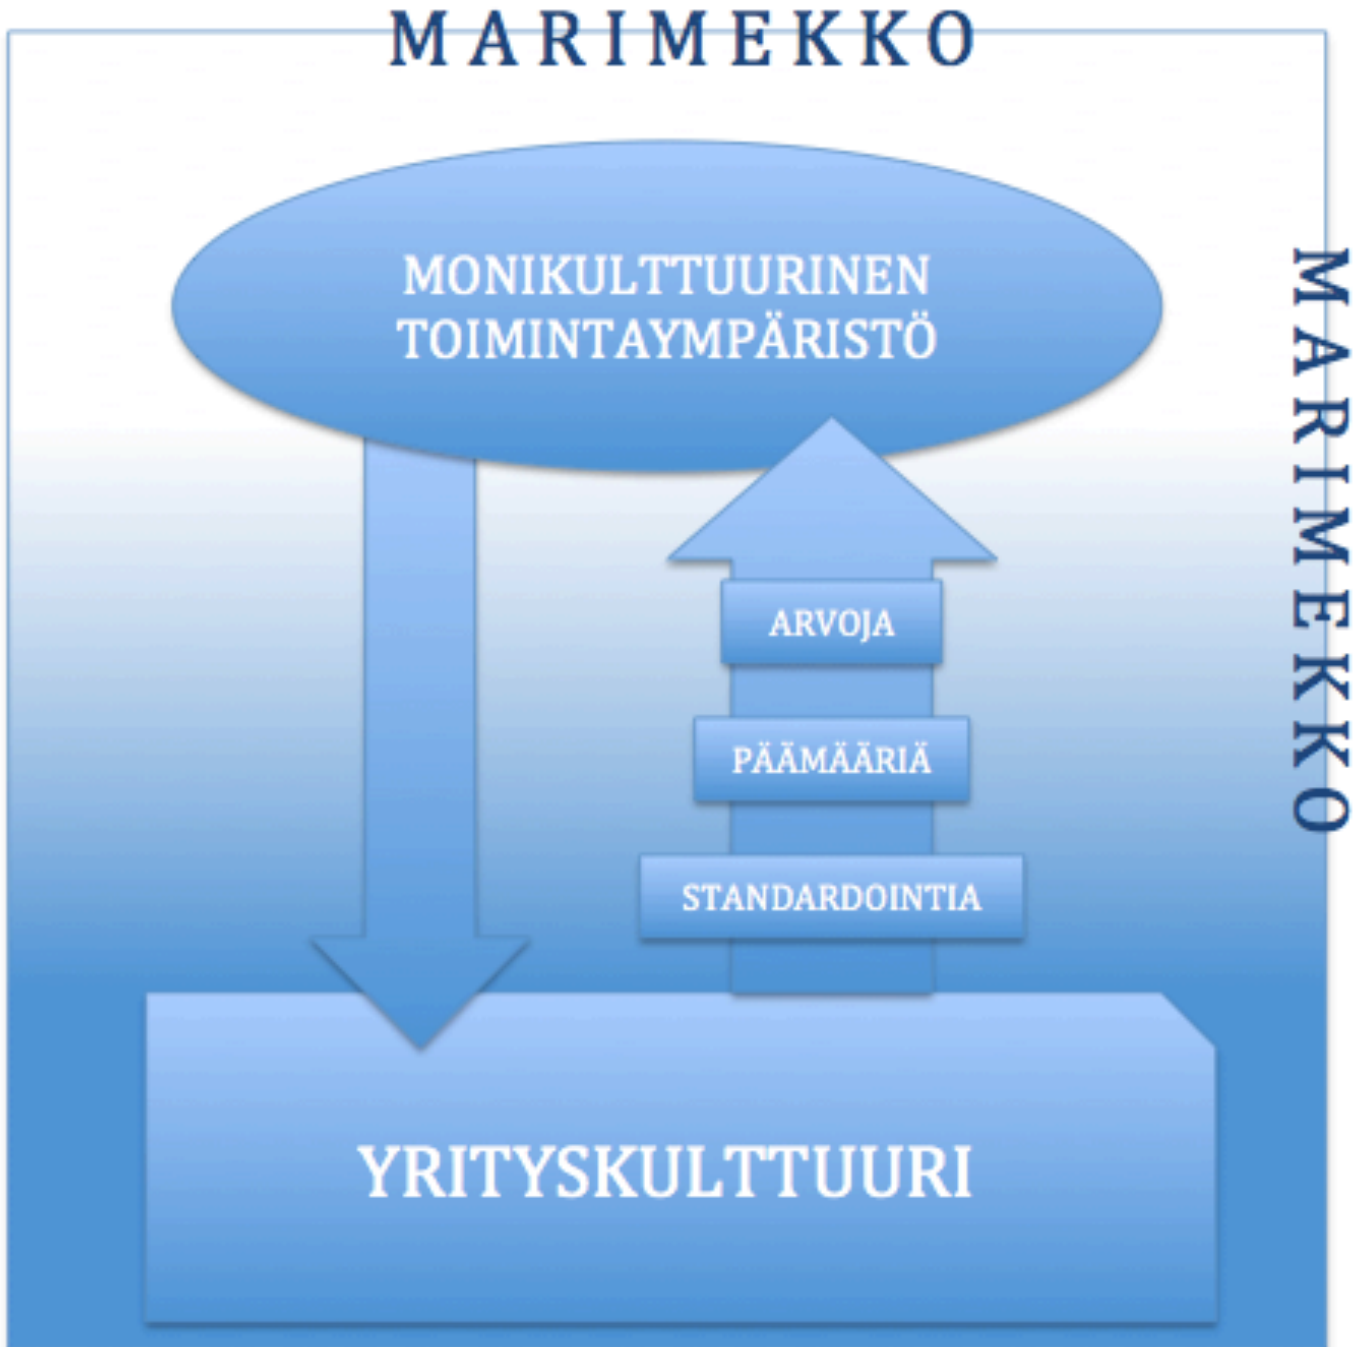 MARIMEKKO
MONIKULTTUURINEN
TOIMINTAYMPÄRISTÖ
MARIMEKKO
ARVOJA
PÄÄMÄÄRIÄ
STANDARDOINTIA
YRITYSKULTTUURI